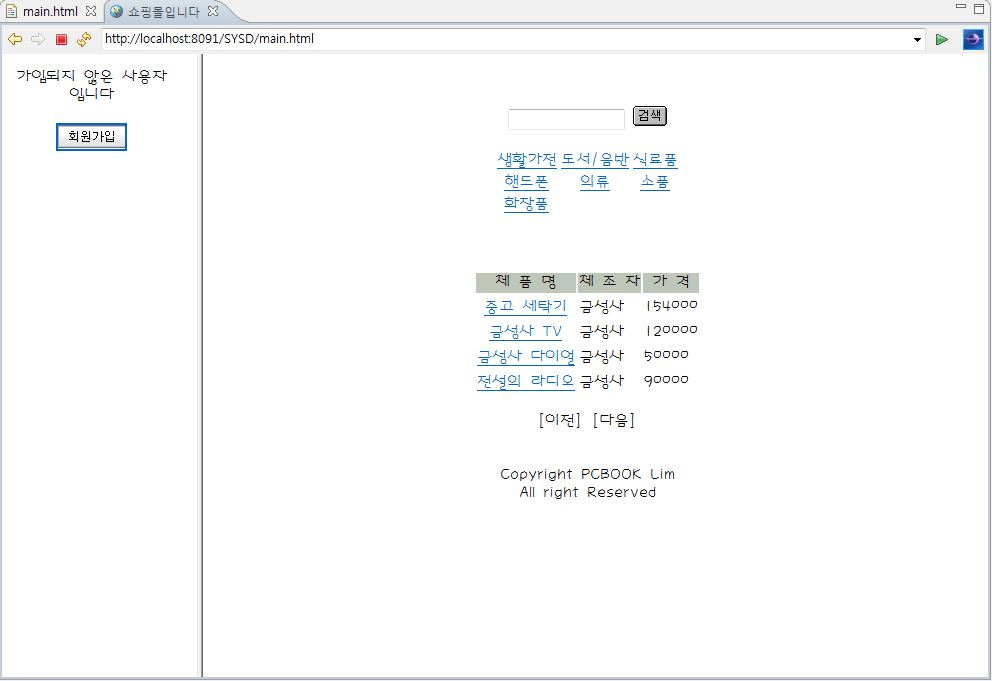 main.html 쇼핑몰입니다
http://localhost:8091/SYSD/main.html
가입되지 않은 사용자
입니다
회원가입
검색
생활가전 도서/음반 식료품
핸드폰 의류 소품
화장품
제 품 명 제 조 자 가 격
중고 세탁기 금성사 154000
금성사 TV 금성사 120000
금성사 다이얼 금성사 50000
전설의 라디오 금성사 90000
[이전] [다음]
Copyright PCBOOK Lim
All right Reserved